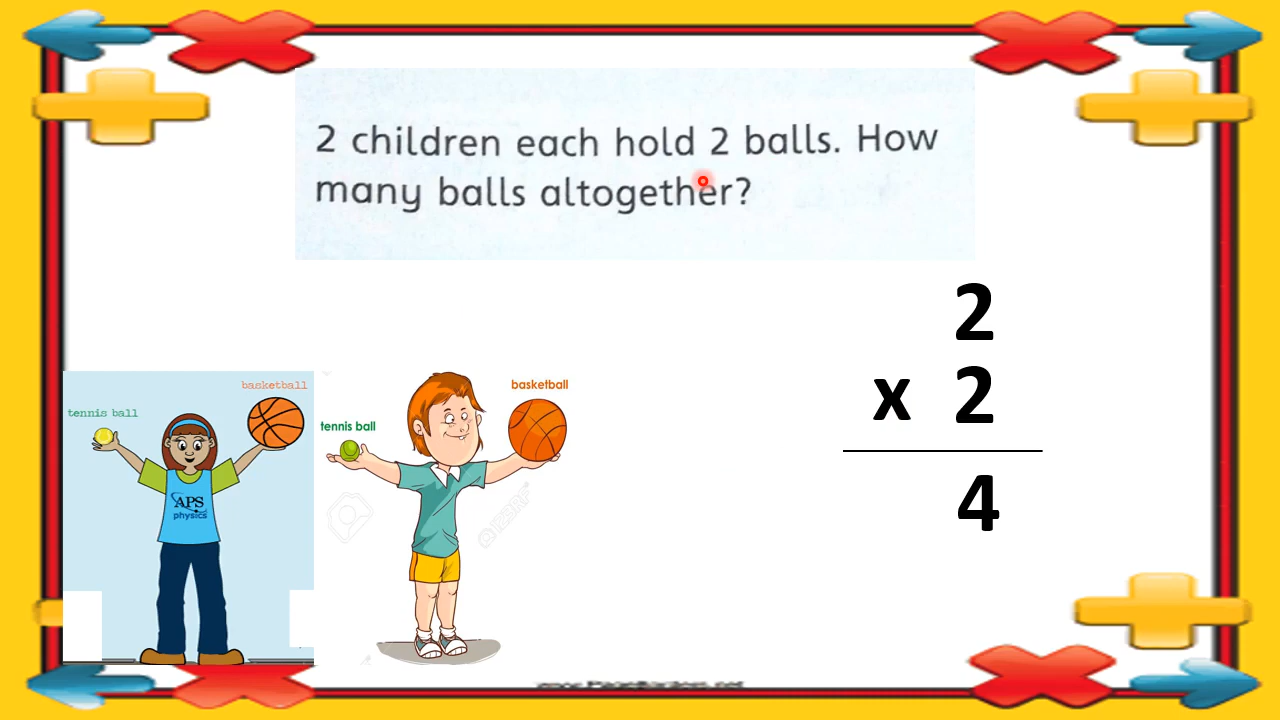 2 children each hold 2 balls. How
many balls altogether?
2
x 2
4
basketball
tennis ball
APS
physics
basketball
tennis ball
123RF